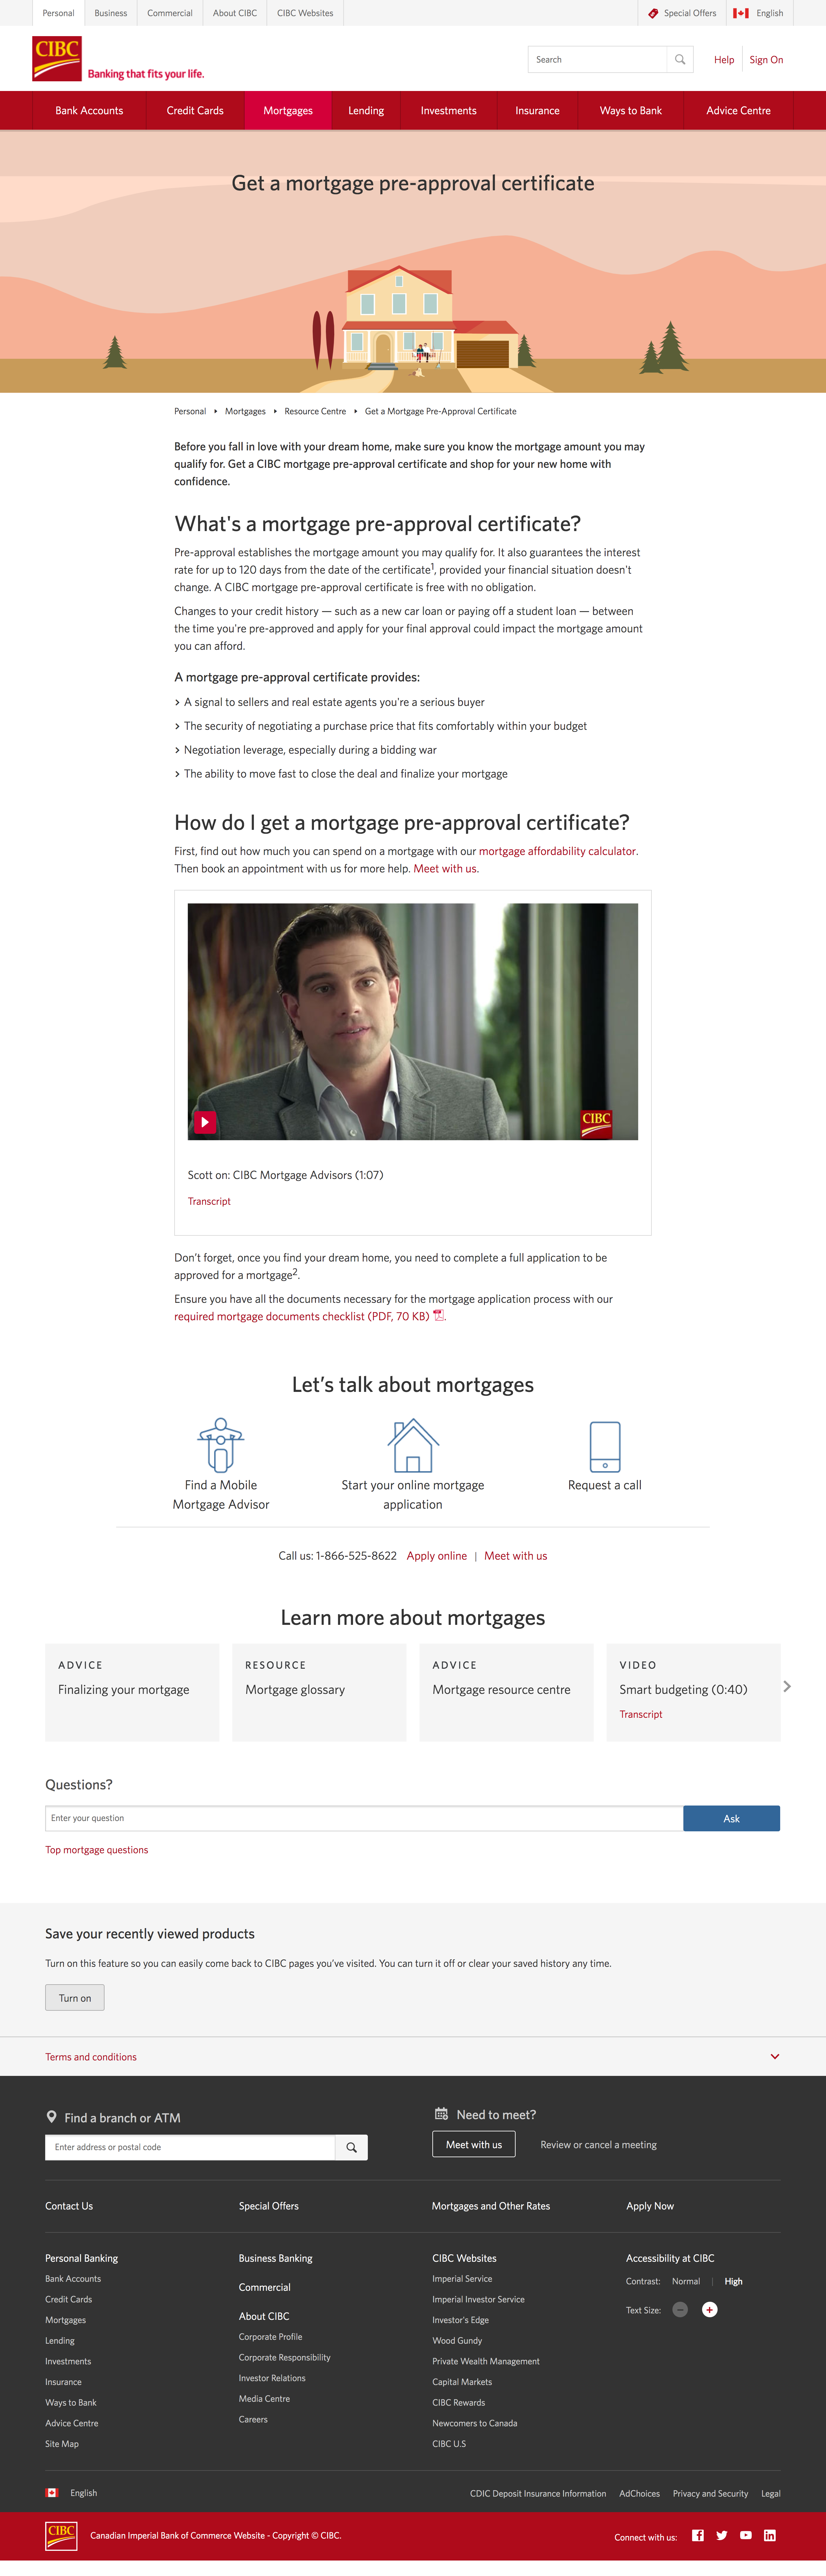 Personal
Business
Commercial
About CIBC
CIBC Websites
Special Offers
English
CIBC
Banking that fits your life.
Search
Help
Sign On
Bank Accounts
Credit Cards
Mortgages
Lending
Investments
Insurance
Ways to Bank
Advice Centre
Get a mortgage pre-approval certificate
Personal
Mortgages
Resource Centre
Get a Mortgage Pre-Approval Certificate
Before you fall in love with your dream home, make sure you know the mortgage amount you may
qualify for. Get a CIBC mortgage pre-approval certificate and shop for your new home with
confidence.
What's a mortgage pre-approval certificate?
Pre-approval establishes the mortgage amount you may qualify for. It also guarantees the interest
rate for up to 120 days from the date of the certificate1, provided your financial situation doesn't
change. A CIBC mortgage pre-approval certificate is free with no obligation.
Changes to your credit history — such as a new car loan or paying off a student loan — between
the time you're pre-approved and apply for your final approval could impact the mortgage amount
you can afford.
A mortgage pre-approval certificate provides:
A signal to sellers and real estate agents you're a serious buyer
The security of negotiating a purchase price that fits comfortably within your budget
Negotiation leverage, especially during a bidding war
The ability to move fast to close the deal and finalize your mortgage
How do I get a mortgage pre-approval certificate?
First, find out how much you can spend on a mortgage with our mortgage affordability calculator.
Then book an appointment with us for more help. Meet with us.
CIBC
Scott on: CIBC Mortgage Advisors (1:07)
Transcript
Don’t forget, once you find your dream home, you need to complete a full application to be
approved for a mortgage2.
Ensure you have all the documents necessary for the mortgage application process with our
required mortgage documents checklist (PDF, 70 KB) .
Let’s talk about mortgages
Find a Mobile
Mortgage Advisor
Start your online mortgage
application
Request a call
Call us: 1-866-525-8622 Apply online | Meet with us
Learn more about mortgages
ADVICE
Finalizing your mortgage
RESOURCE
Mortgage glossary
ADVICE
Mortgage resource centre
VIDEO
Smart budgeting (0:40)
Transcript
Questions?
Enter your question
Ask
Top mortgage questions
Save your recently viewed products
Turn on this feature so you can easily come back to CIBC pages you’ve visited. You can turn it off or clear your saved history any time.
Turn on
Terms and conditions
Find a branch or ATM
Enter address or postal code
Need to meet?
Meet with us
Review or cancel a meeting
Contact Us
Special Offers
Mortgages and Other Rates
Apply Now
Personal Banking
Bank Accounts
Credit Cards
Mortgages
Lending
Investments
Insurance
Ways to Bank
Advice Centre
Site Map
Business Banking
Commercial
About CIBC
Corporate Profile
Corporate Responsibility
Investor Relations
Media Centre
Careers
CIBC Websites
Imperial Service
Imperial Investor Service
Investor's Edge
Wood Gundy
Private Wealth Management
Capital Markets
CIBC Rewards
Newcomers to Canada
CIBC U.S
Accessibility at CIBC
Contrast: Normal | High
Text Size:
English
CDIC Deposit Insurance Information
AdChoices
Privacy and Security
Legal
CIBC
Canadian Imperial Bank of Commerce Website - Copyright © CIBC.
Connect with us: